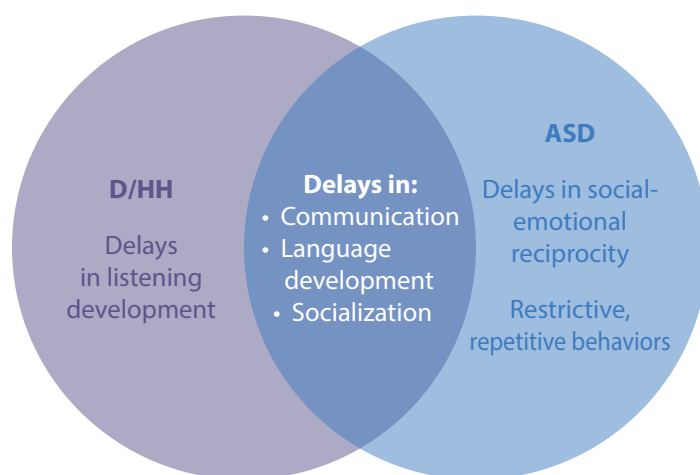 D/HH
Delays
in listening
development
Delays in:
• Communication
• Language
development
• Socialization
ASD
Delays in social-
emotional
reciprocity
Restrictive,
repetitive behaviors